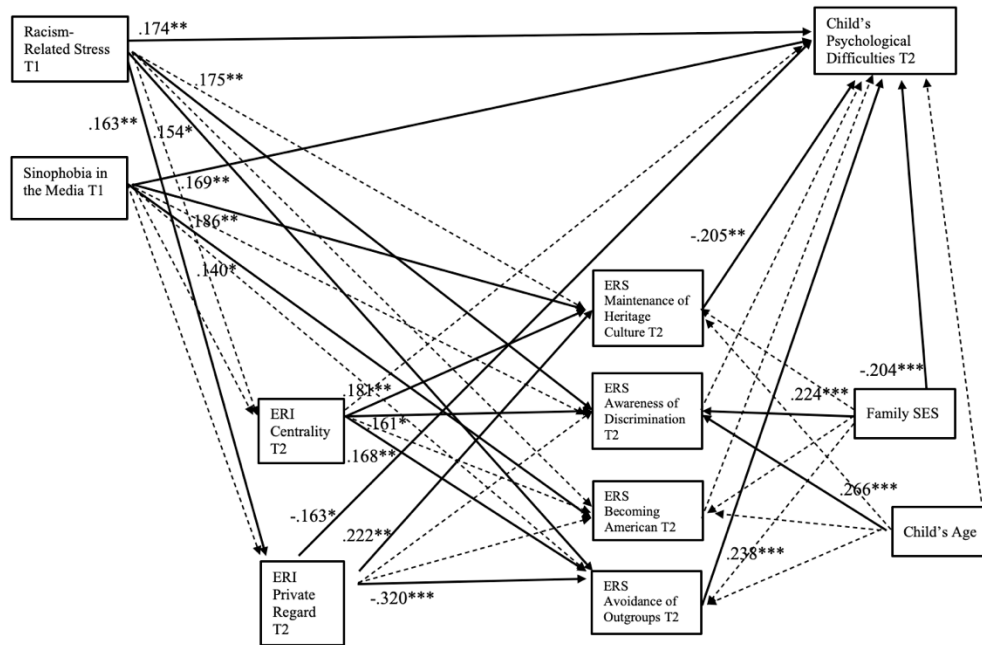 Racism-
Related Stress
T1
.174**
Child's
Psychological
Difficulties T2
.175**
.163**
.154*
Sinophobia in
the Media T1
.169**
.186**
.140*
-.205**
ERS
Maintenance of
Heritage
Culture T2
.181**
-.161*
.168**
ERI
Centrality
T2
ERS
Awareness of
Discrimination
T2
-.204***
.224***
Family SES
.266***
Child's Age
ERS
Becoming
American T2
-.163*
.222**
.238***
ERI
Private
Regard
T2
-.320***
ERS
Avoidance of
Outgroups T2